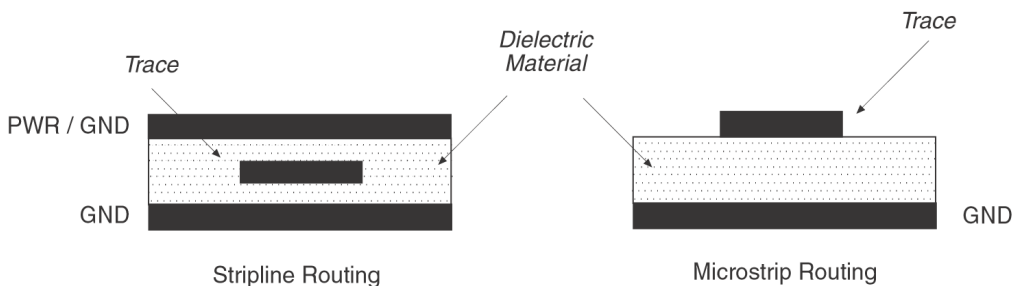 Trace
Dielectric
Material
Trace
PWR / GND
GND
GND
Stripline Routing
Microstrip Routing